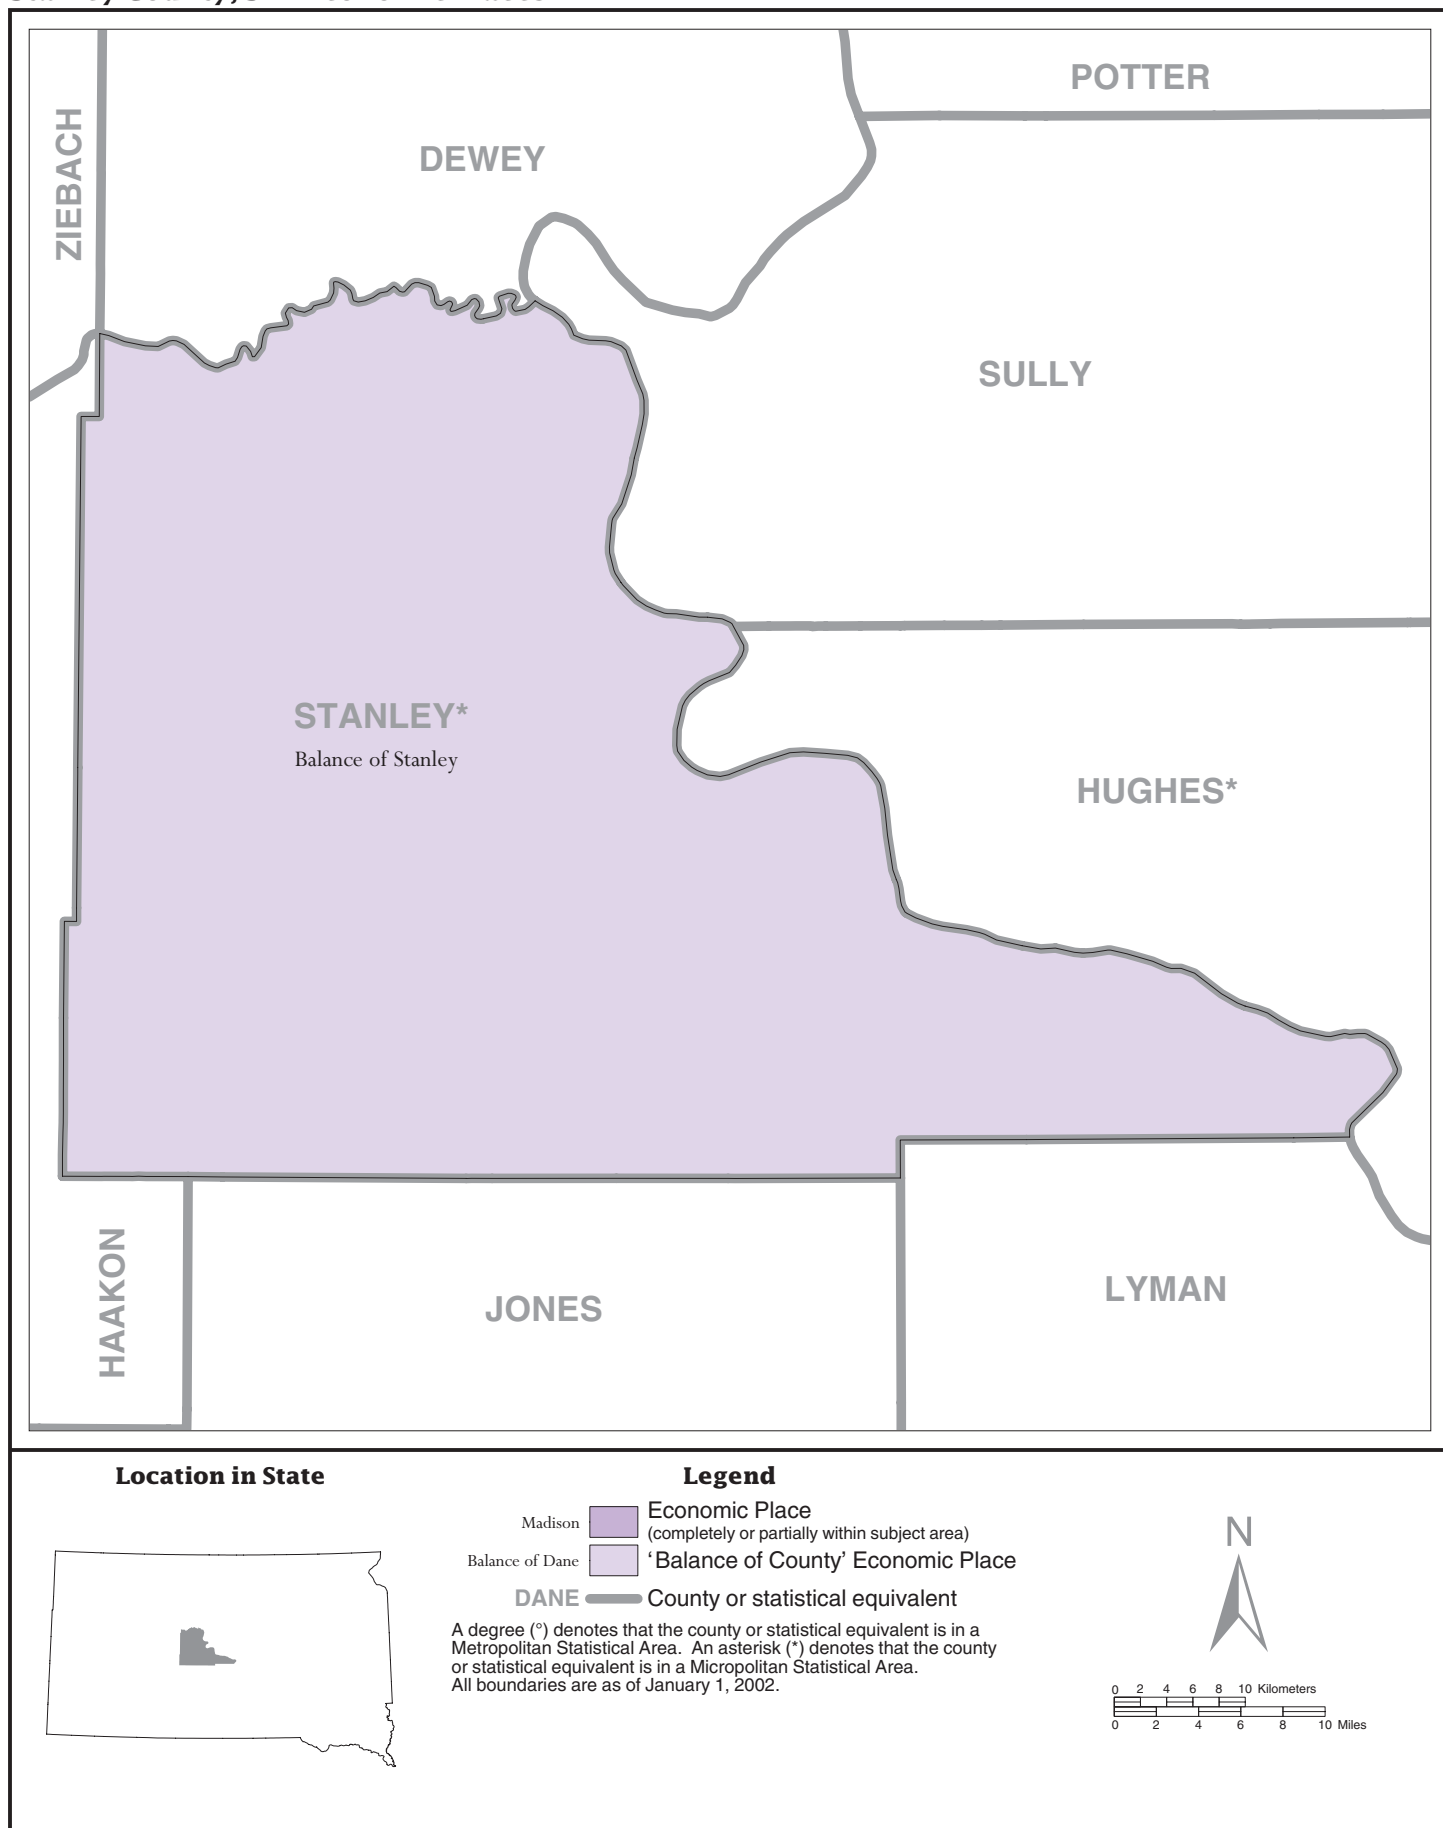 POTTER
ZIEBACH
DEWEY
SULLY
STANLEY*
Balance of Stanley
HUGHES*
HAAKON
JONES
LYMAN
Location in State
Legend
Madison
Economic Place
(completely or partially within subject area)
Balance of Dane
‘Balance of County’ Economic Place
DANE
County or statistical equivalent
A degree (°) denotes that the county or statistical equivalent is in a
Metropolitan Statistical Area.  An asterisk (*) denotes that the county
or statistical equivalent is in a Micropolitan Statistical Area.
All boundaries are as of January 1, 2002.
N
0 2 4 6 8 10 Kilometers
0 2 4 6 8 10 Miles